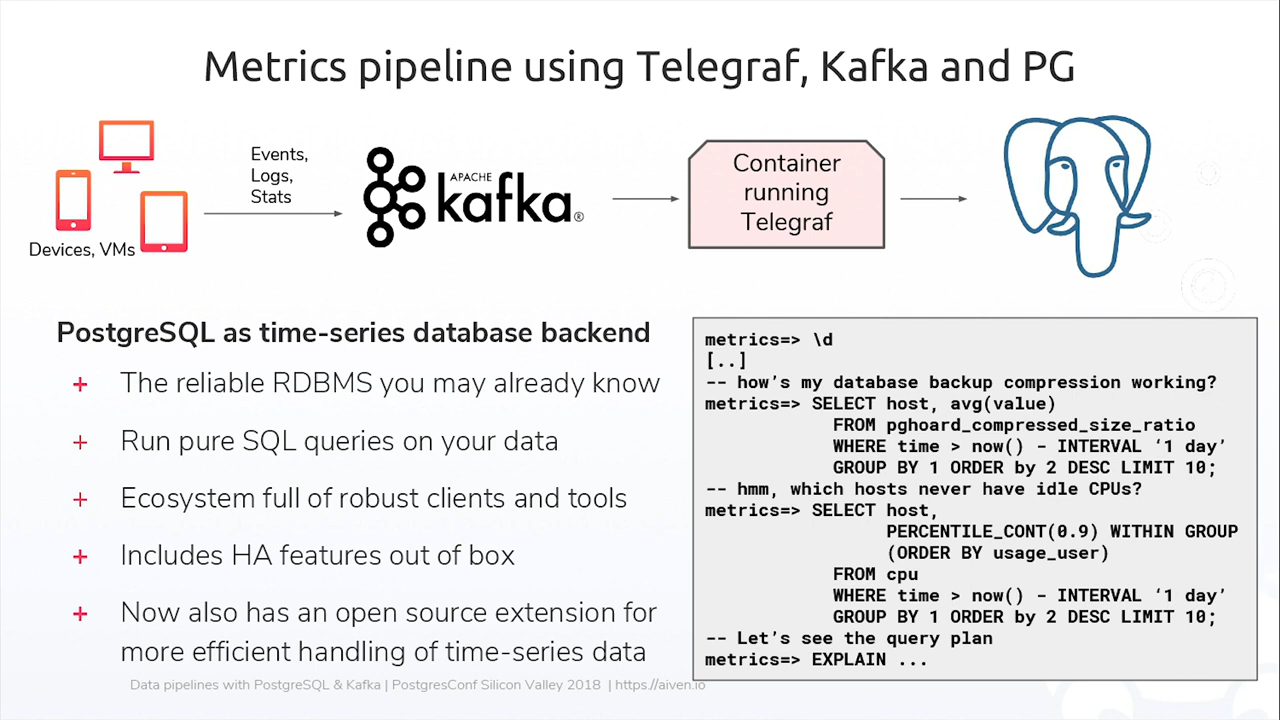 Metrics pipeline using Telegraf, Kafka and PG
Events,
Logs,
Stats
Devices, VMs
APACHE
kafka®
Container
running
Telegraf
PostgreSQL as time-series database backend
+ The reliable RDBMS you may already know
+ Run pure SQL queries on your data
+ Ecosystem full of robust clients and tools
+ Includes HA features out of box
+ Now also has an open source extension for
more efficient handling of time-series data
metrics=> \d
[..]
-- how’s my database backup compression working?
metrics=> SELECT host, avg(value)
FROM pghoard_compressed_size_ratio
WHERE time > now() - INTERVAL ‘1 day’
GROUP BY 1 ORDER by 2 DESC LIMIT 10;
-- hmm, which hosts never have idle CPUs?
metrics=> SELECT host,
PERCENTILE_CONT(0.9) WITHIN GROUP
(ORDER BY usage_user)
FROM cpu
WHERE time > now() - INTERVAL ‘1 day’
GROUP BY 1 ORDER by 2 DESC LIMIT 10;
-- Let’s see the query plan
metrics=> EXPLAIN ...
Data pipelines with PostgreSQL & Kafka | PostgresConf Silicon Valley 2018 | https://aiven.io